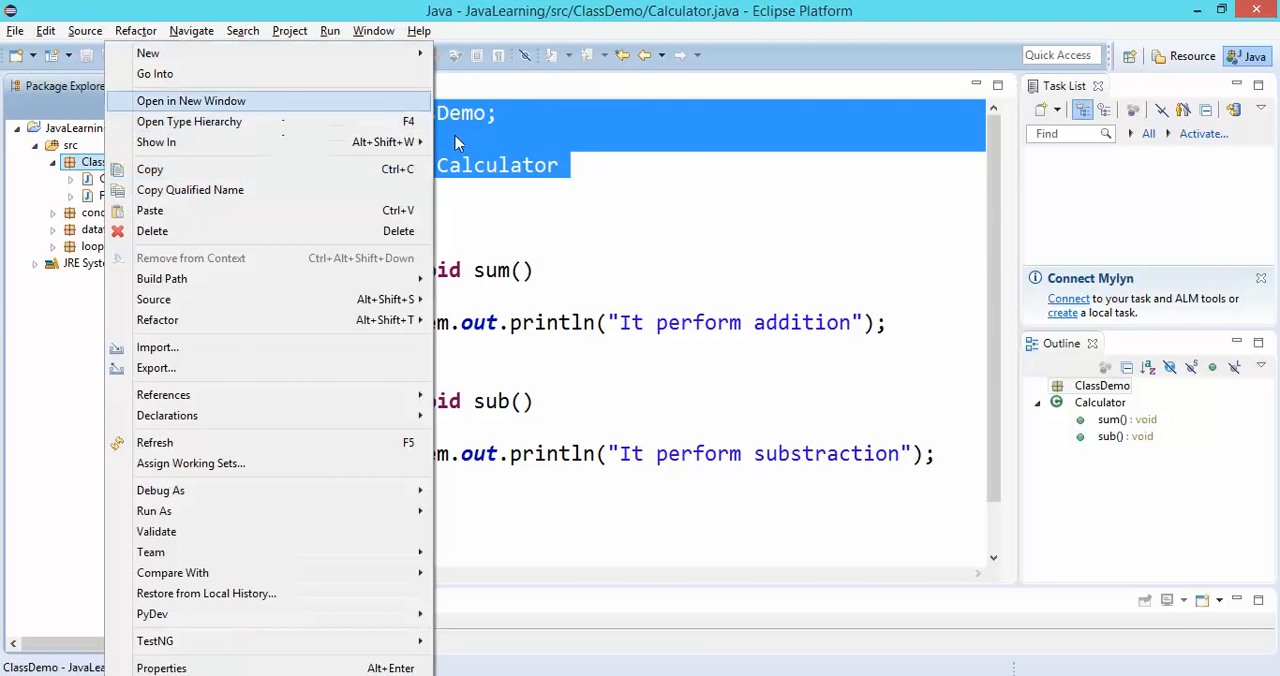 Java - JavaLearning/src/ClassDemo/Calculator.java - Eclipse Platform
File Edit Source Refactor Navigate Search Project Run Window Help
Quick Access Resource Java
Package Explore
JavaLearning
src
Class
conc
data
loop
JRE Syste
New
Go Into
Open in New Window
Open Type Hierarchy F4
Show In Alt+Shift+W
Copy Ctrl+C
Copy Qualified Name
Paste Ctrl+V
Delete Delete
Remove from Context Ctrl+Alt+Shift+Down
Build Path
Source Alt+Shift+S
Refactor Alt+Shift+T
Import...
Export...
References
Declarations
Refresh F5
Assign Working Sets...
Debug As
Run As
Validate
Team
Compare With
Restore from Local History...
PyDev
TestNG
Properties Alt+Enter
sDemo;
Calculator
id sum()
m.out.println("It perform addition");
id sub()
m.out.println("It perform substraction");
Task List
Find All Activate...
Connect Mylyn
Connect to your task and ALM tools or
create a local task.
Outline
ClassDemo
Calculator
sum() : void
sub() : void
ClassDemo - JavaLea